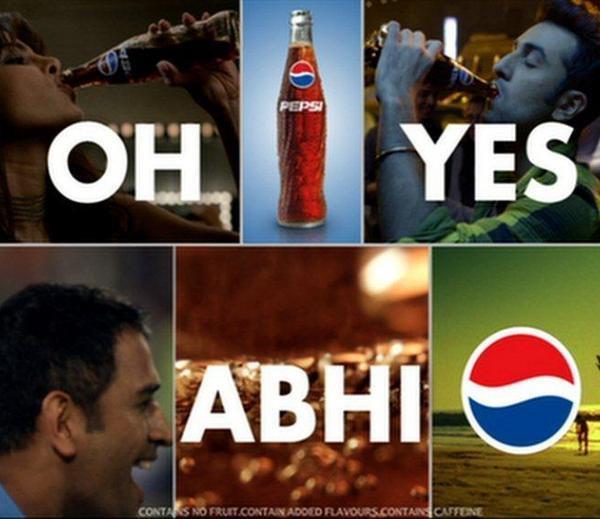 OH
PEPSI
YES
ABHI
CONTAINS NO FRUIT.CONTAIN ADDED FLAVOURS.CONTAINS CAFFEINE